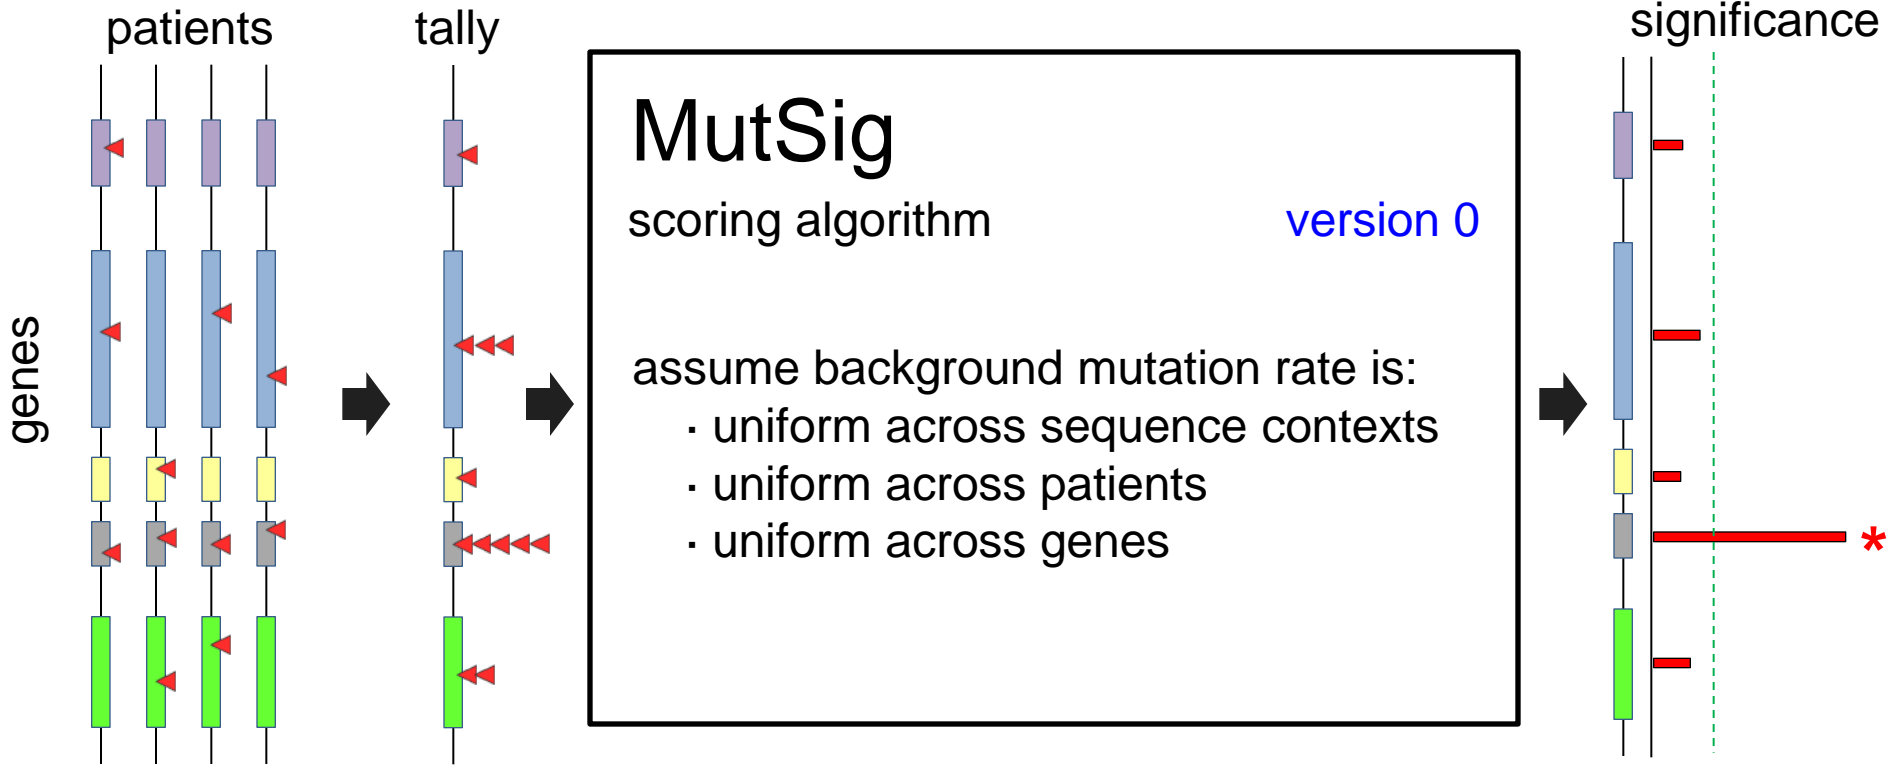 patients
tally
significance
genes
MutSig
scoring algorithm
version 0
assume background mutation rate is:
· uniform across sequence contexts
· uniform across patients
· uniform across genes
*